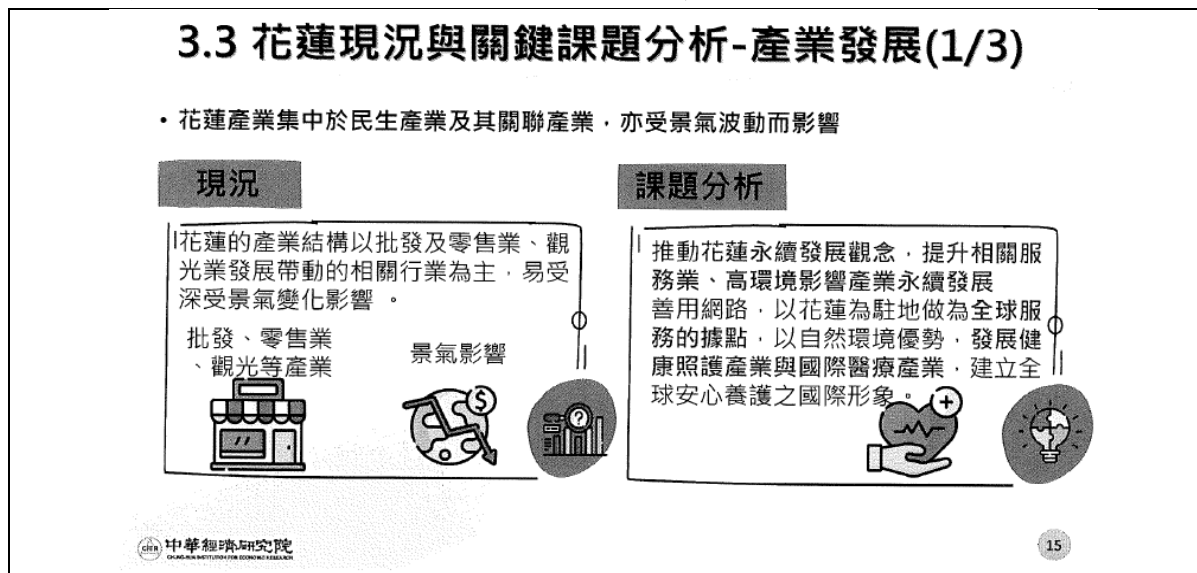 3.3 花蓮現況與關鍵課題分析-產業發展(1/3)
• 花蓮產業集中於民生產業及其關聯產業，亦受景氣波動而影響
現況
花蓮的產業結構以批發及零售業、觀
光業發展帶動的相關行業為主，易受
深受景氣變化影響 。
批發、零售業
、觀光等產業
景氣影響
課題分析
推動花蓮永續發展觀念，提升相關服
務業、高環境影響產業永續發展
善用網路，以花蓮為駐地做為全球服
務的據點，以自然環境優勢，發展健
康照護產業與國際醫療產業，建立全
球安心養護之國際形象。
$
?
+
CIER 中華經濟研究院
CHUNG-HUA INSTITUTION FOR ECONOMIC RESEARCH
15